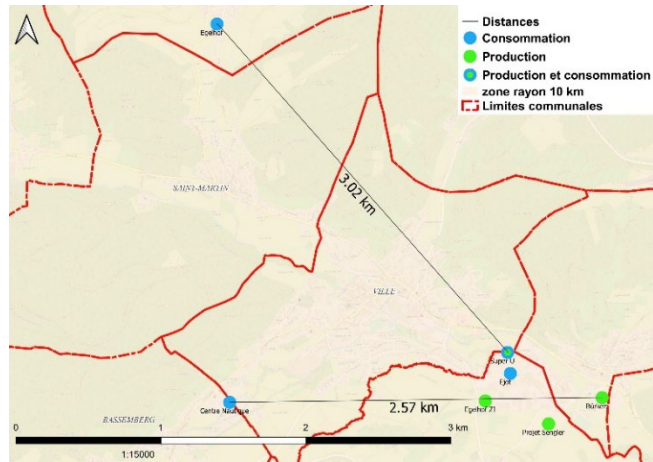 Egelhof
Distances
Consommation
Production
Production et consommation
zone rayon 10 km
Limites communales
SAINT-MARTIN
3.02 km
VILLE
Super U
Ejot
Centre Nautique
2.57 km
Egelhof ZI
Bürkert
BASSEMBERG
Projet Sengler
0 1 2 3 km
1:15000